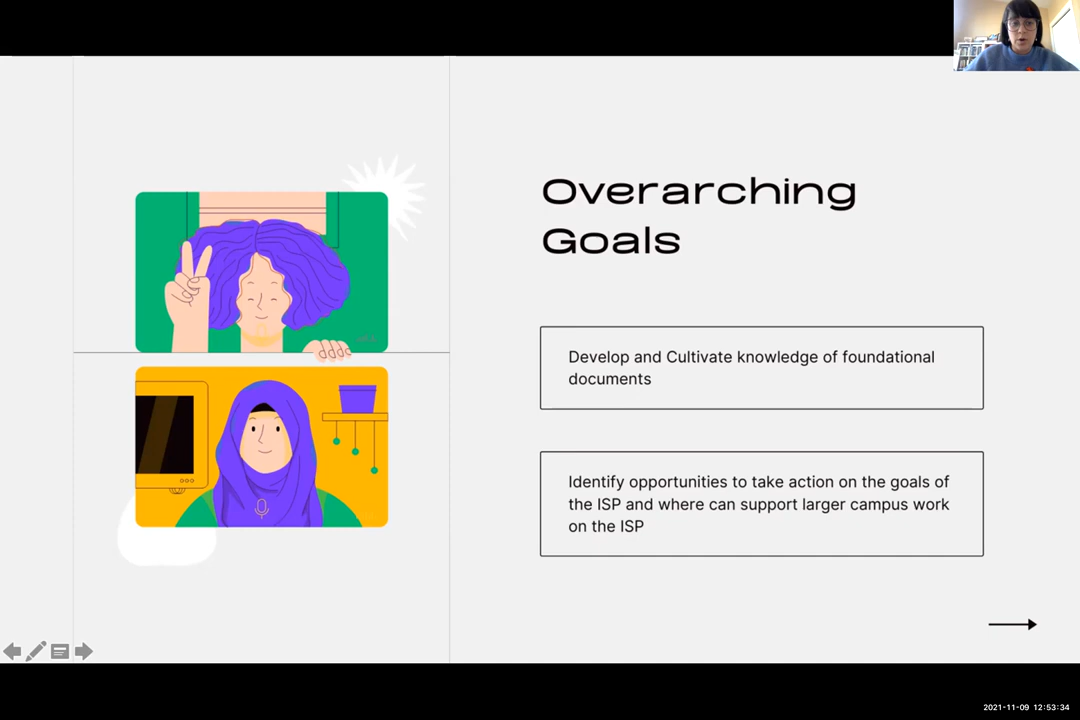 Overarching
Goals
Develop and Cultivate knowledge of foundational
documents
Identify opportunities to take action on the goals of
the ISP and where can support larger campus work
on the ISP
2021-11-09 12:53:34